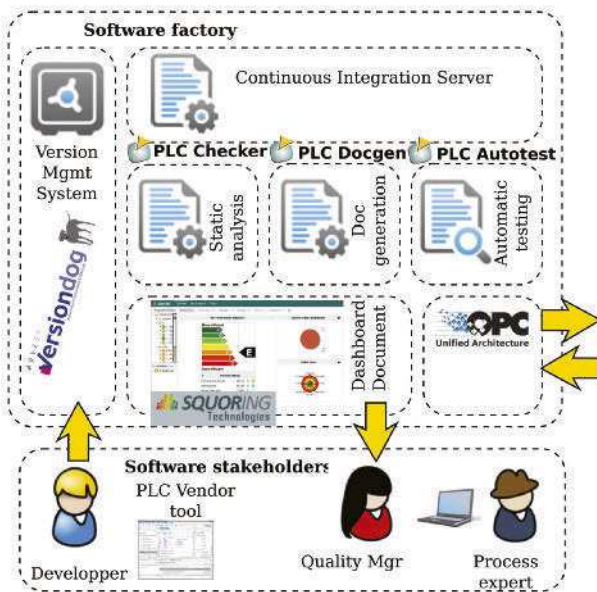 Software factory
Continuous Integration Server
Version
Mgmt
System
versiondog
PLC Checker
PLC Docgen
PLC Autotest
Static
analysis
Doc
generation
Automatic
testing
E
Dashboard
Document
SQUORING
Technologies
OPC
Unified Architecture
Software stakeholders
PLC Vendor
tool
Developper
Quality Mgr
Process
expert